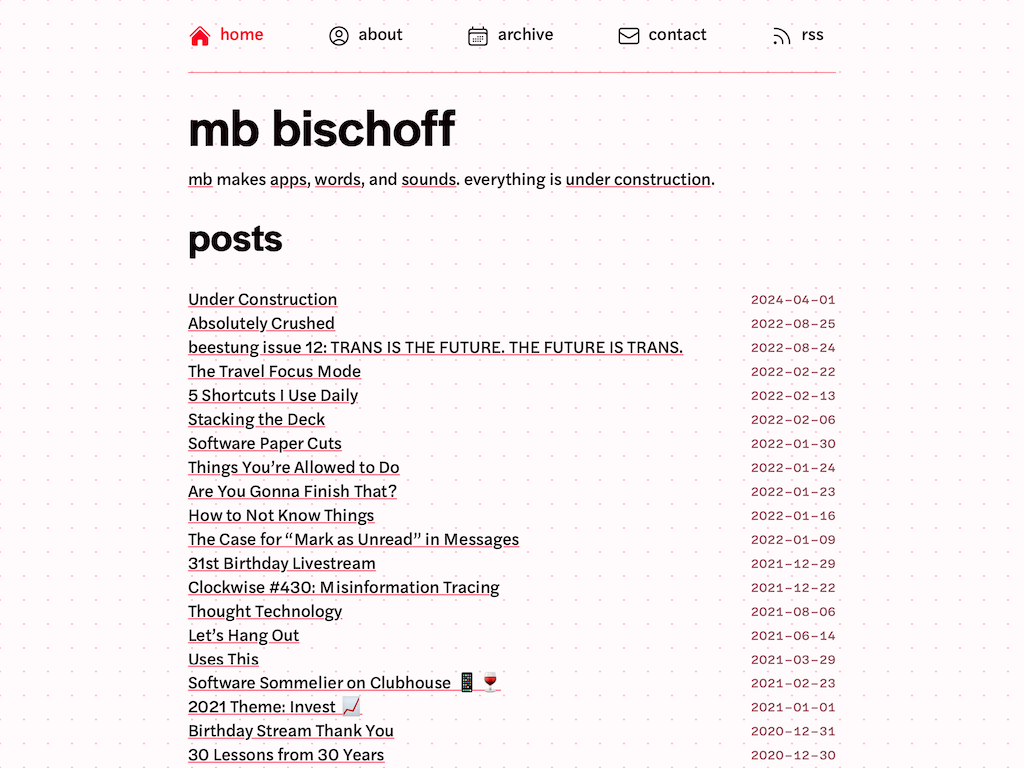 home about archive contact rss
mb bischoff
mb makes apps, words, and sounds. everything is under construction.
posts
Under Construction 2024-04-01
Absolutely Crushed 2022-08-25
beestung issue 12: TRANS IS THE FUTURE. THE FUTURE IS TRANS. 2022-08-24
The Travel Focus Mode 2022-02-22
5 Shortcuts I Use Daily 2022-02-13
Stacking the Deck 2022-02-06
Software Paper Cuts 2022-01-30
Things You’re Allowed to Do 2022-01-24
Are You Gonna Finish That? 2022-01-23
How to Not Know Things 2022-01-16
The Case for “Mark as Unread” in Messages 2022-01-09
31st Birthday Livestream 2021-12-29
Clockwise #430: Misinformation Tracing 2021-12-22
Thought Technology 2021-08-06
Let’s Hang Out 2021-06-14
Uses This 2021-03-29
Software Sommelier on Clubhouse 📱🍷 2021-02-23
2021 Theme: Invest 📈 2021-01-01
Birthday Stream Thank You 2020-12-31
30 Lessons from 30 Years 2020-12-30